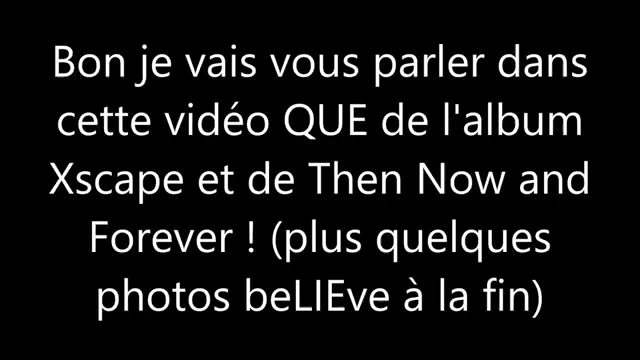 Bon je vais vous parler dans
cette vidéo QUE de l'album
Xscape et de Then Now and
Forever ! (plus quelques
photos beLIEve à la fin)